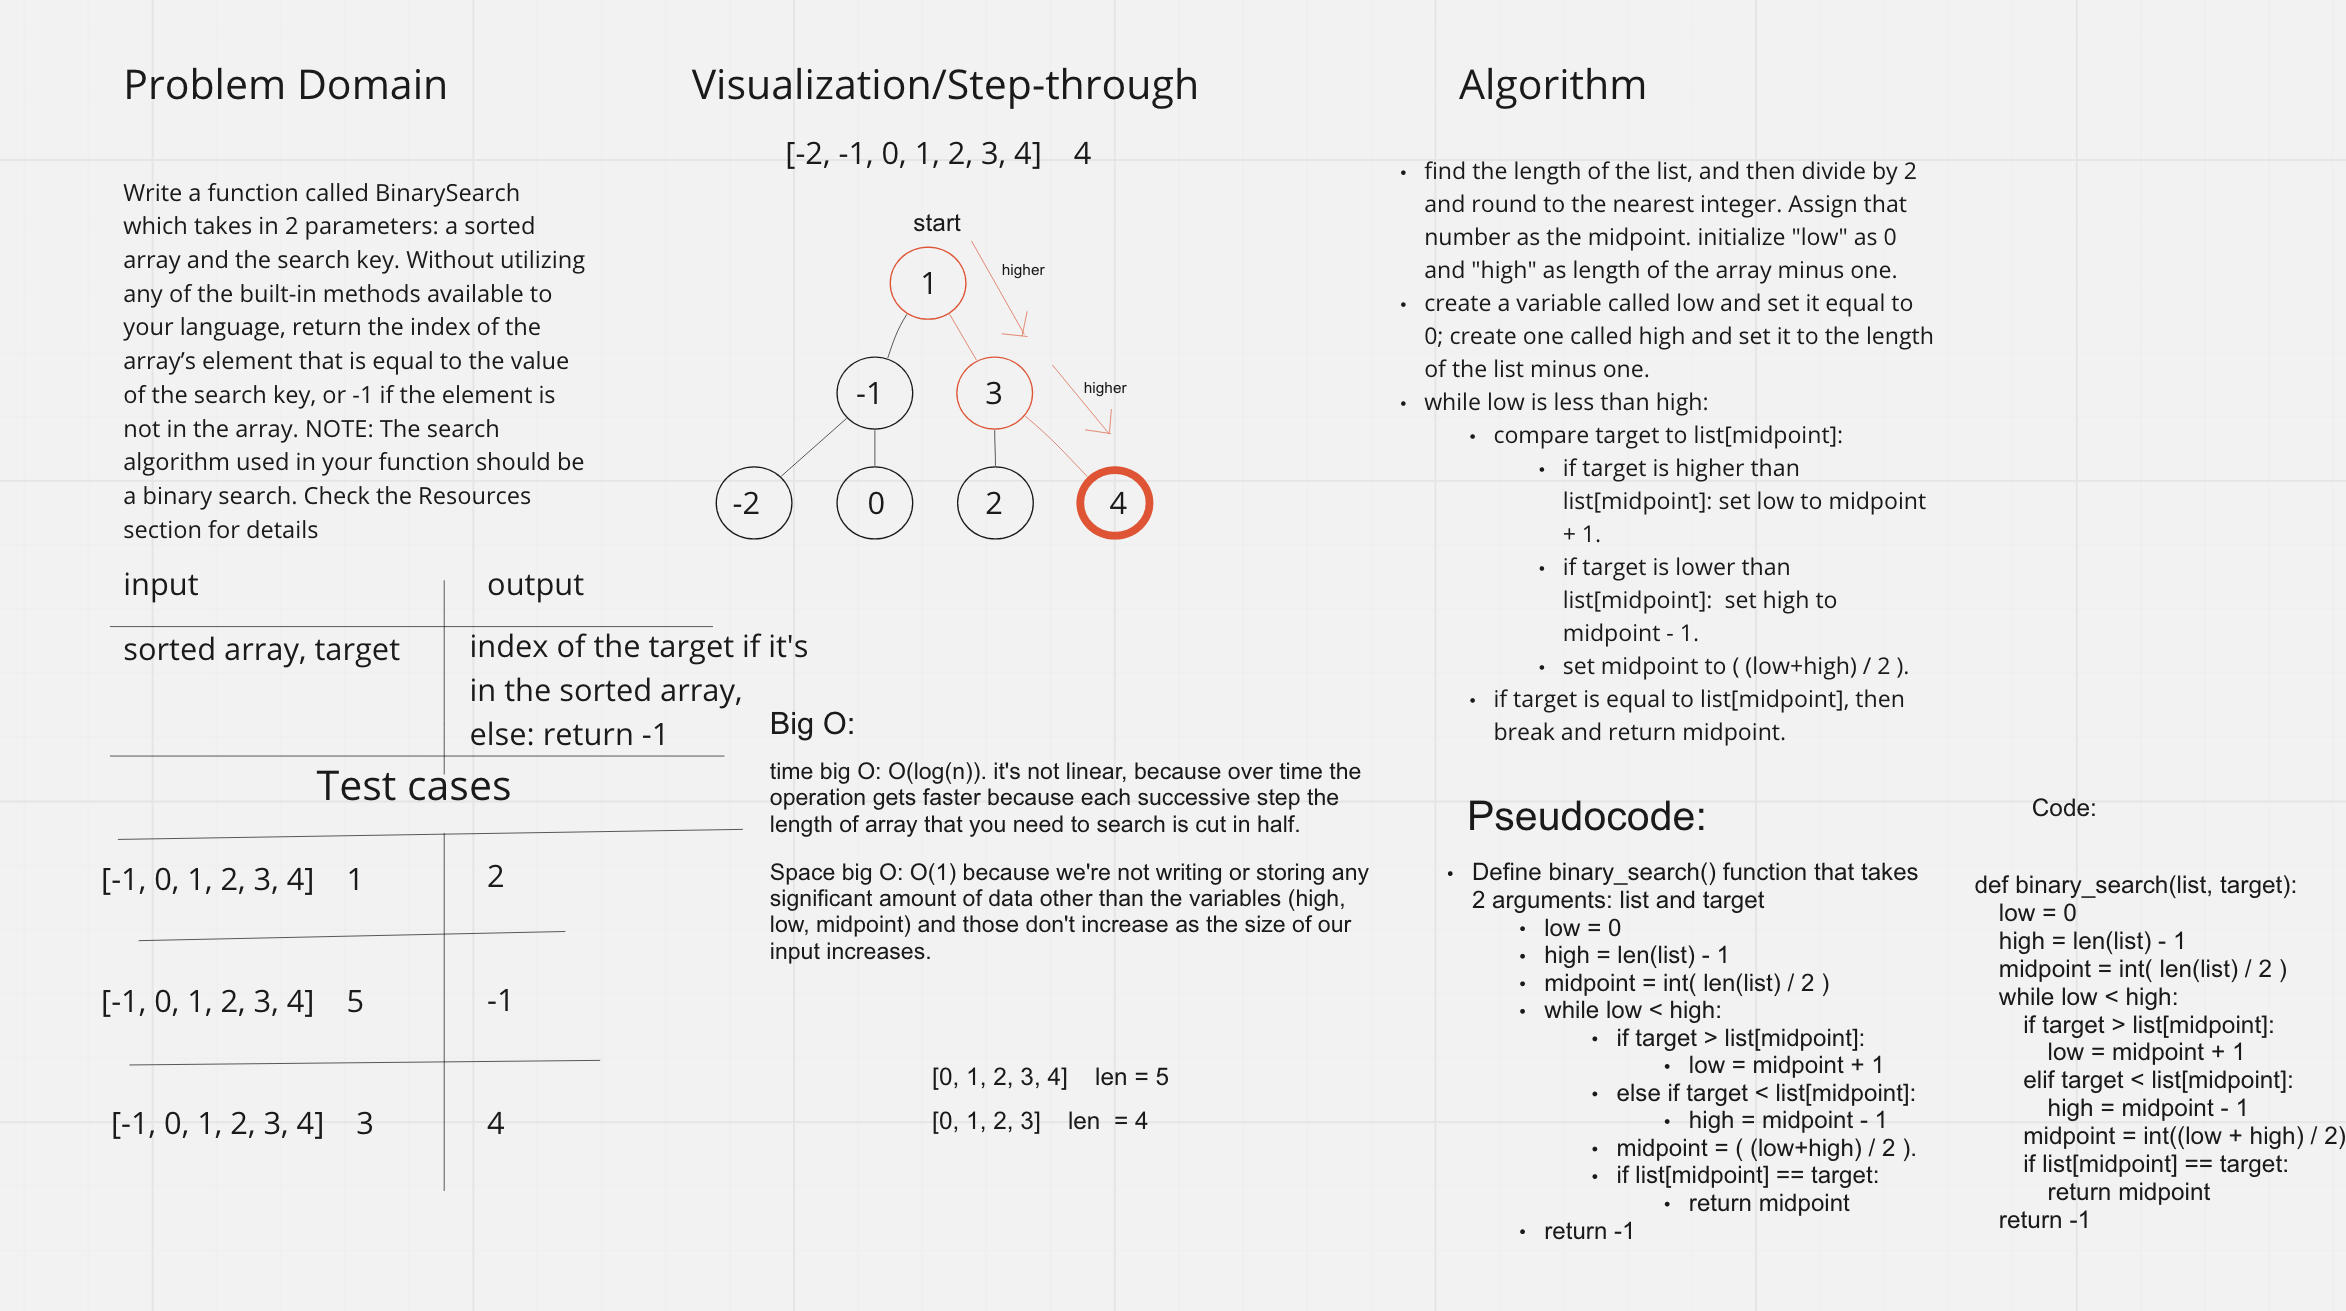 Problem Domain
Write a function called BinarySearch
which takes in 2 parameters: a sorted
array and the search key. Without utilizing
any of the built-in methods available to
your language, return the index of the
array’s element that is equal to the value
of the search key, or -1 if the element is
not in the array. NOTE: The search
algorithm used in your function should be
a binary search. Check the Resources
section for details
input output
sorted array, target
index of the target if it's
in the sorted array,
else: return -1
Test cases
[-1, 0, 1, 2, 3, 4] 1 2
[-1, 0, 1, 2, 3, 4] 5 -1
[-1, 0, 1, 2, 3, 4] 3 4
Visualization/Step-through
[-2, -1, 0, 1, 2, 3, 4] 4
start
higher
1
higher
-1 3
-2 0 2 4
Big O:
time big O: O(log(n)). it's not linear, because over time the
operation gets faster because each successive step the
length of array that you need to search is cut in half.
Space big O: O(1) because we're not writing or storing any
significant amount of data other than the variables (high,
low, midpoint) and those don't increase as the size of our
input increases.
[0, 1, 2, 3, 4] len = 5
[0, 1, 2, 3] len = 4
Algorithm
• find the length of the list, and then divide by 2
and round to the nearest integer. Assign that
number as the midpoint. initialize "low" as 0
and "high" as length of the array minus one.
• create a variable called low and set it equal to
0; create one called high and set it to the length
of the list minus one.
• while low is less than high:
• compare target to list[midpoint]:
• if target is higher than
list[midpoint]: set low to midpoint
+ 1.
• if target is lower than
list[midpoint]: set high to
midpoint - 1.
• set midpoint to ( (low+high) / 2 ).
• if target is equal to list[midpoint], then
break and return midpoint.
Pseudocode:
• Define binary_search() function that takes
2 arguments: list and target
• low = 0
• high = len(list) - 1
• midpoint = int( len(list) / 2 )
• while low < high:
• if target > list[midpoint]:
• low = midpoint + 1
• else if target < list[midpoint]:
• high = midpoint - 1
• midpoint = ( (low+high) / 2 ).
• if list[midpoint] == target:
• return midpoint
• return -1
Code:
def binary_search(list, target):
low = 0
high = len(list) - 1
midpoint = int( len(list) / 2 )
while low < high:
if target > list[midpoint]:
low = midpoint + 1
elif target < list[midpoint]:
high = midpoint - 1
midpoint = int((low + high) / 2)
if list[midpoint] == target:
return midpoint
return -1